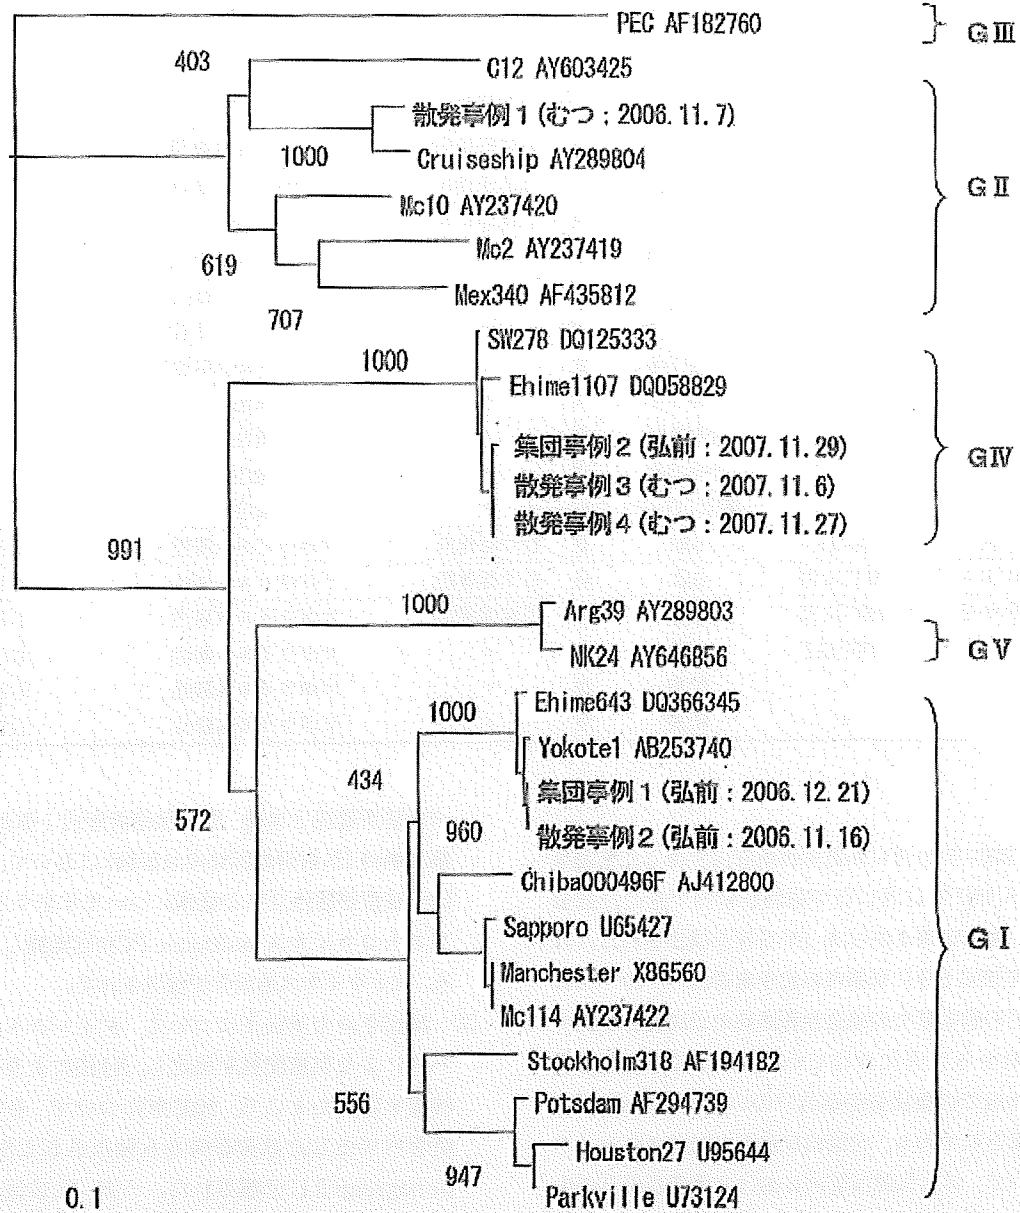 PEC AF182760
GⅢ
403
C12 AY603425
散発事例1(むつ:2006.11.7)
1000
Cruiseship AY289804
GⅡ
Mc10 AY237420
Mc2 AY237419
619
Mex340 AF435812
707
SW278 DQ125333
1000
Ehime1107 DQ058829
集団事例2(弘前:2007.11.29)
GⅣ
散発事例3(むつ:2007.11.6)
散発事例4(むつ:2007.11.27)
991
1000
Arg39 AY289803
GⅤ
NK24 AY646856
Ehime643 DQ366345
1000
Yokote1 AB253740
434
集団事例1(弘前:2006.12.21)
572
960
散発事例2(弘前:2006.11.16)
Chiba000496F AJ412800
Sapporo U65427
GⅠ
Manchester X86560
Mc114 AY237422
Stockholm318 AF194182
556
Potsdam AF294739
Houston27 U95644
947
0.1
Parkville U73124